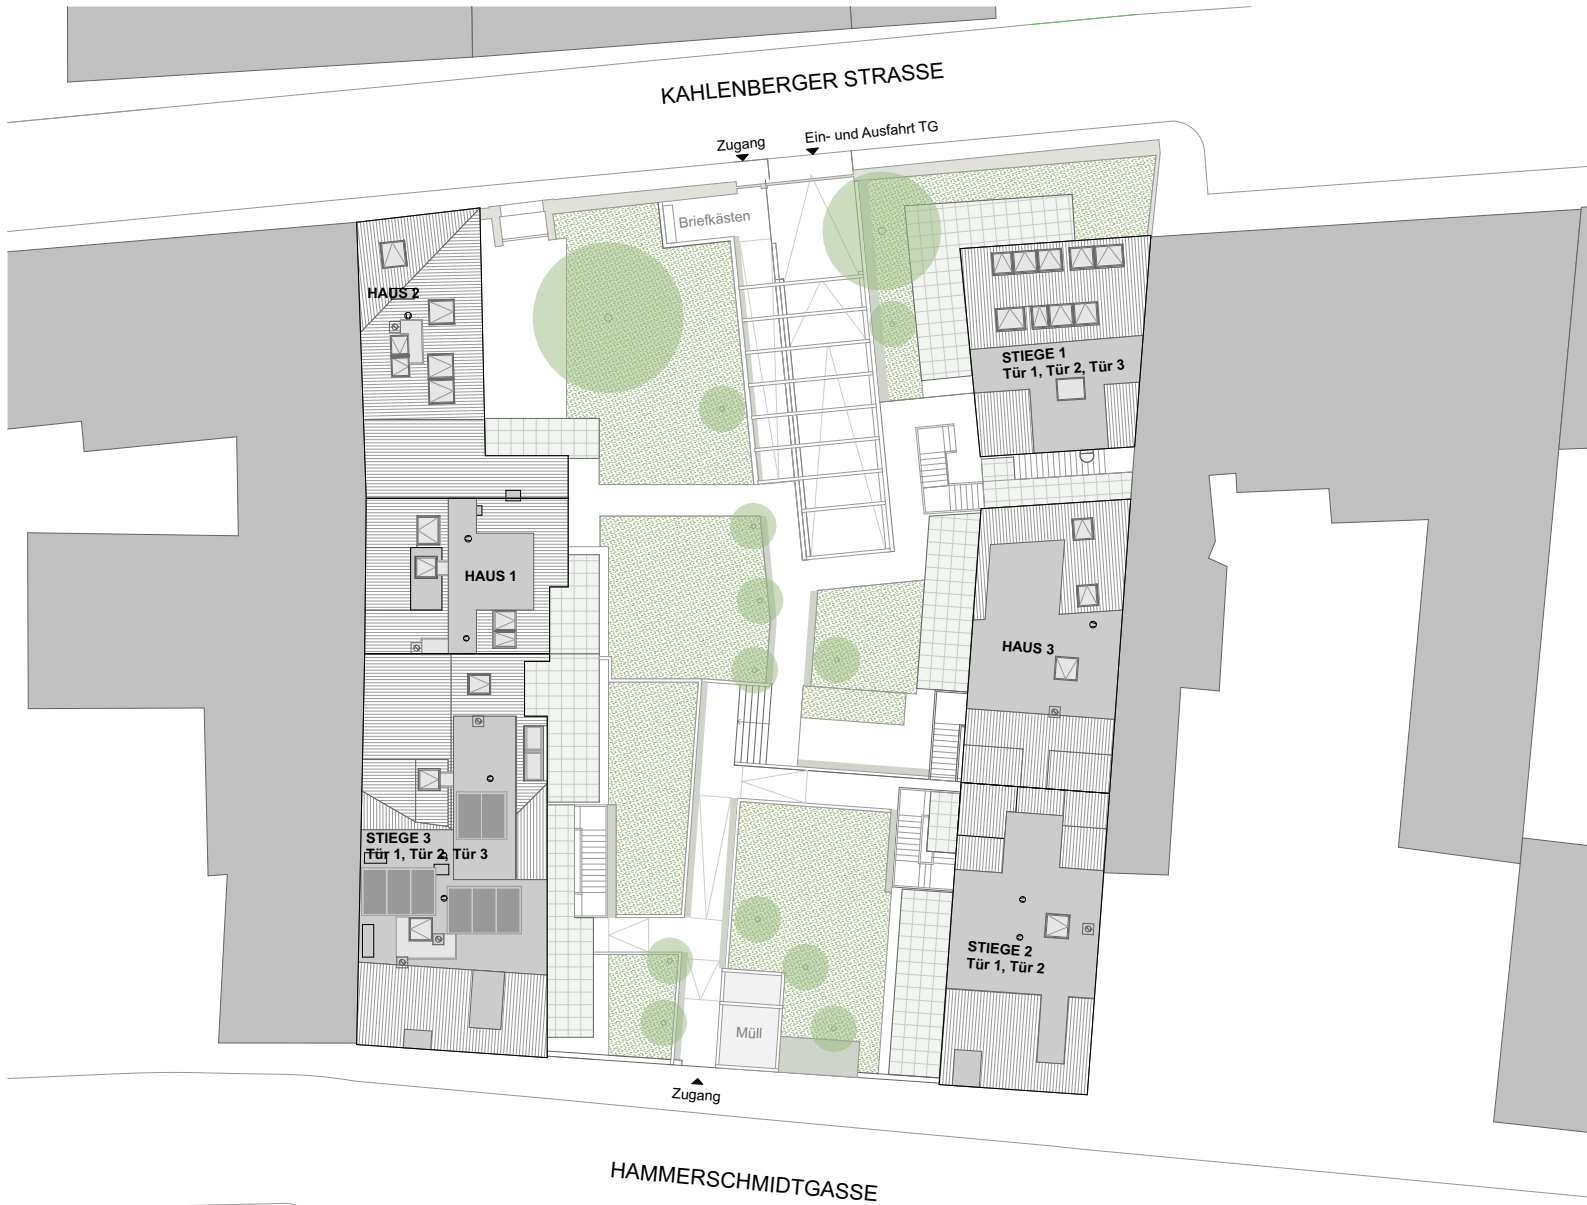 KAHLENBERGER STRASSE
Zugang
Ein- und Ausfahrt TG
Briefkästen
HAUS 2
STIEGE 1
Tür 1, Tür 2, Tür 3
HAUS 1
HAUS 3
STIEGE 3
Tür 1, Tür 2, Tür 3
STIEGE 2
Tür 1, Tür 2
Müll
Zugang
HAMMERSCHMIDTGASSE